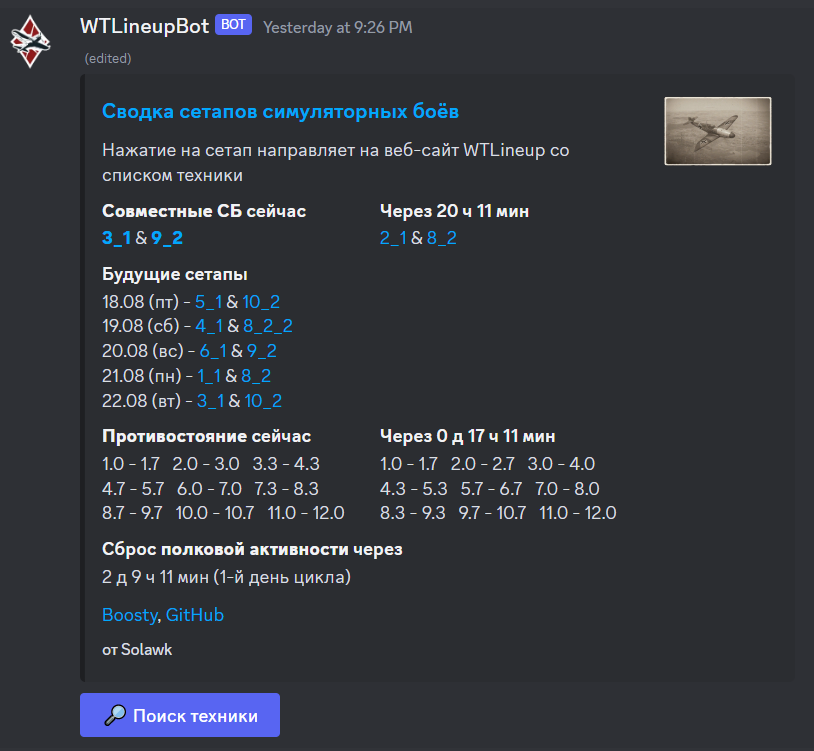 WTLineupBot BOT Yesterday at 9:26 PM
(edited)
Сводка сетапов симуляторных боёв
Нажатие на сетап направляет на веб-сайт WTLineup со
списком техники
Совместные СБ сейчас
3_1 & 9_2
Через 20 ч 11 мин
2_1 & 8_2
Будущие сетапы
18.08 (пт) - 5_1 & 10_2
19.08 (сб) - 4_1 & 8_2_2
20.08 (вс) - 6_1 & 9_2
21.08 (пн) - 1_1 & 8_2
22.08 (вт) - 3_1 & 10_2
Противостояние сейчас
1.0 - 1.7 2.0 - 3.0 3.3 - 4.3
4.7 - 5.7 6.0 - 7.0 7.3 - 8.3
8.7 - 9.7 10.0 - 10.7 11.0 - 12.0
Через 0 д 17 ч 11 мин
1.0 - 1.7 2.0 - 2.7 3.0 - 4.0
4.3 - 5.3 5.7 - 6.7 7.0 - 8.0
8.3 - 9.3 9.7 - 10.7 11.0 - 12.0
Сброс полковой активности через
2 д 9 ч 11 мин (1-й день цикла)
Boosty, GitHub
от Solawk
Поиск техники